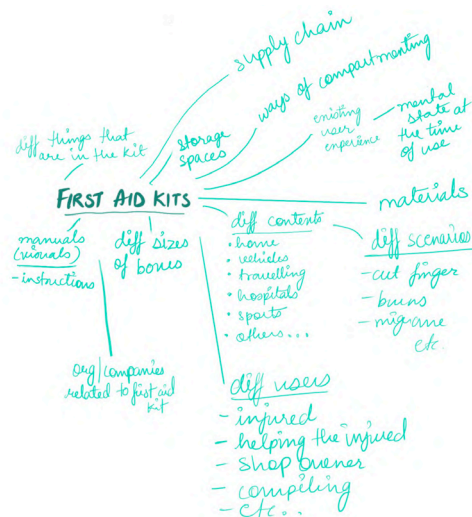 supply chain
ways of compartmenting
storage
spaces
existing
user
experience
mental
state at
the time
of use
diff things that
are in the kit
FIRST AID KITS
materials
manuals
(visuals)
- instructions
diff sizes
of boxes
diff contents
• home
• vehicles
• travelling
• hospitals
• sports
• others...
diff scenarios
- cut finger
- burns
- migrane
etc.
org/companies
related to first aid
kit
diff users
- injured
- helping the injured
- shop owner
- compiling
- etc...